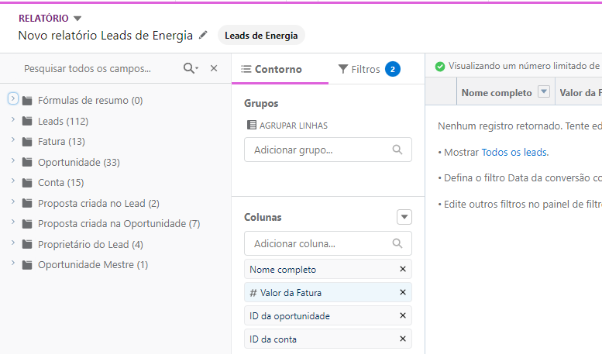 RELATÓRIO
Novo relatório Leads de Energia
Leads de Energia
Pesquisar todos os campos...
Fórmulas de resumo (0)
Leads (112)
Fatura (13)
Oportunidade (33)
Conta (15)
Proposta criada no Lead (2)
Proposta criada na Oportunidade (7)
Proprietário do Lead (4)
Oportunidade Mestre (1)
Contorno
Filtros 2
Grupos
AGRUPAR LINHAS
Adicionar grupo...
Colunas
Adicionar coluna...
Nome completo
# Valor da Fatura
ID da oportunidade
ID da conta
Visualizando um número limitado de
Nome completo
Valor da F
Nenhum registro retornado. Tente ed
• Mostrar Todos os leads.
• Defina o filtro Data da conversão co
• Edite outros filtros no painel de filtr